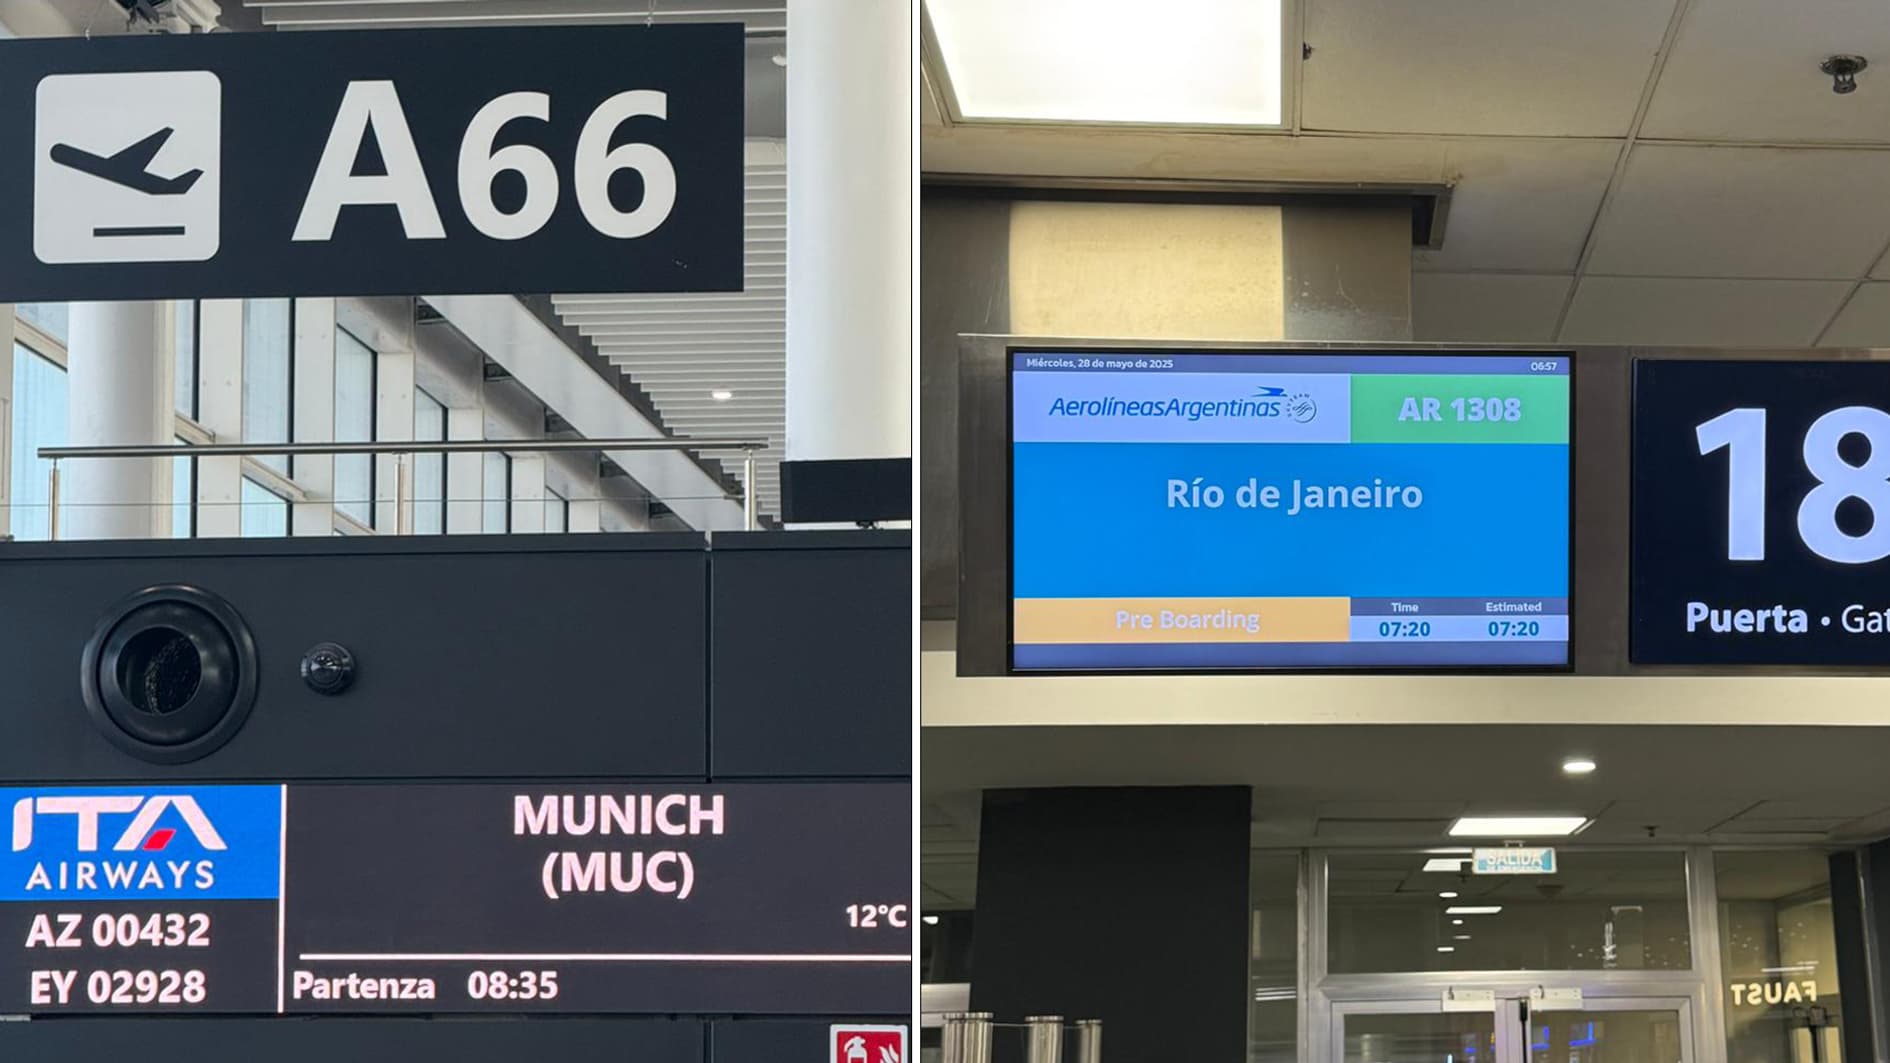 A66
ITA
AIRWAYS
AZ 00432
EY 02928
MUNICH
(MUC)
12°C
Partenza 08:35
Miércoles, 28 de mayo de 2025 06:57
AerolíneasArgentinas
AR 1308
Río de Janeiro
Pre Boarding
Time Estimated
07:20 07:20
18
Puerta • Gat
SALIDA
FAUST